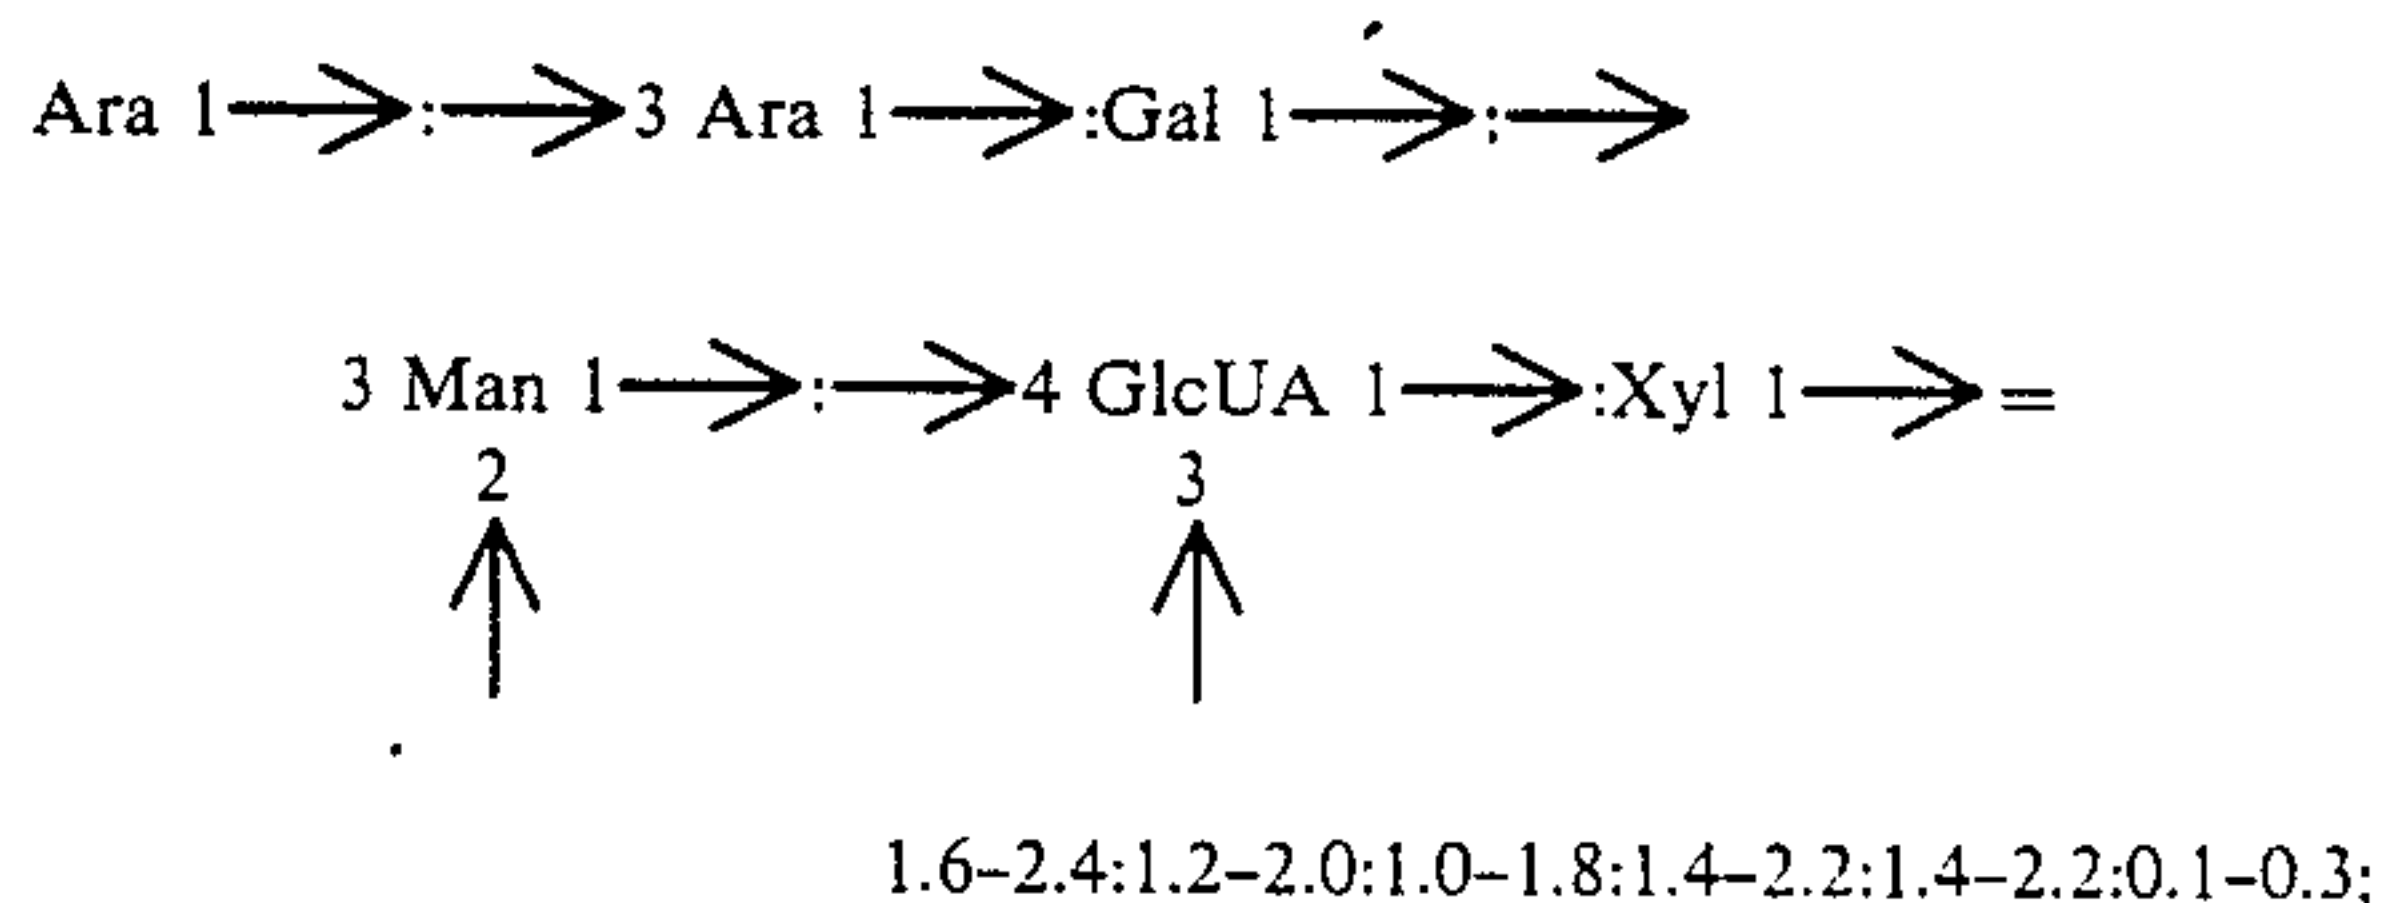 Ara 1⟶:⟶3 Ara 1⟶:Gal 1⟶:⟶
3 Man 1⟶:⟶4 GlcUA 1⟶:Xyl 1⟶=
2 3
↑ ↑
1.6–2.4:1.2–2.0:1.0–1.8:1.4–2.2:1.4–2.2:0.1–0.3;